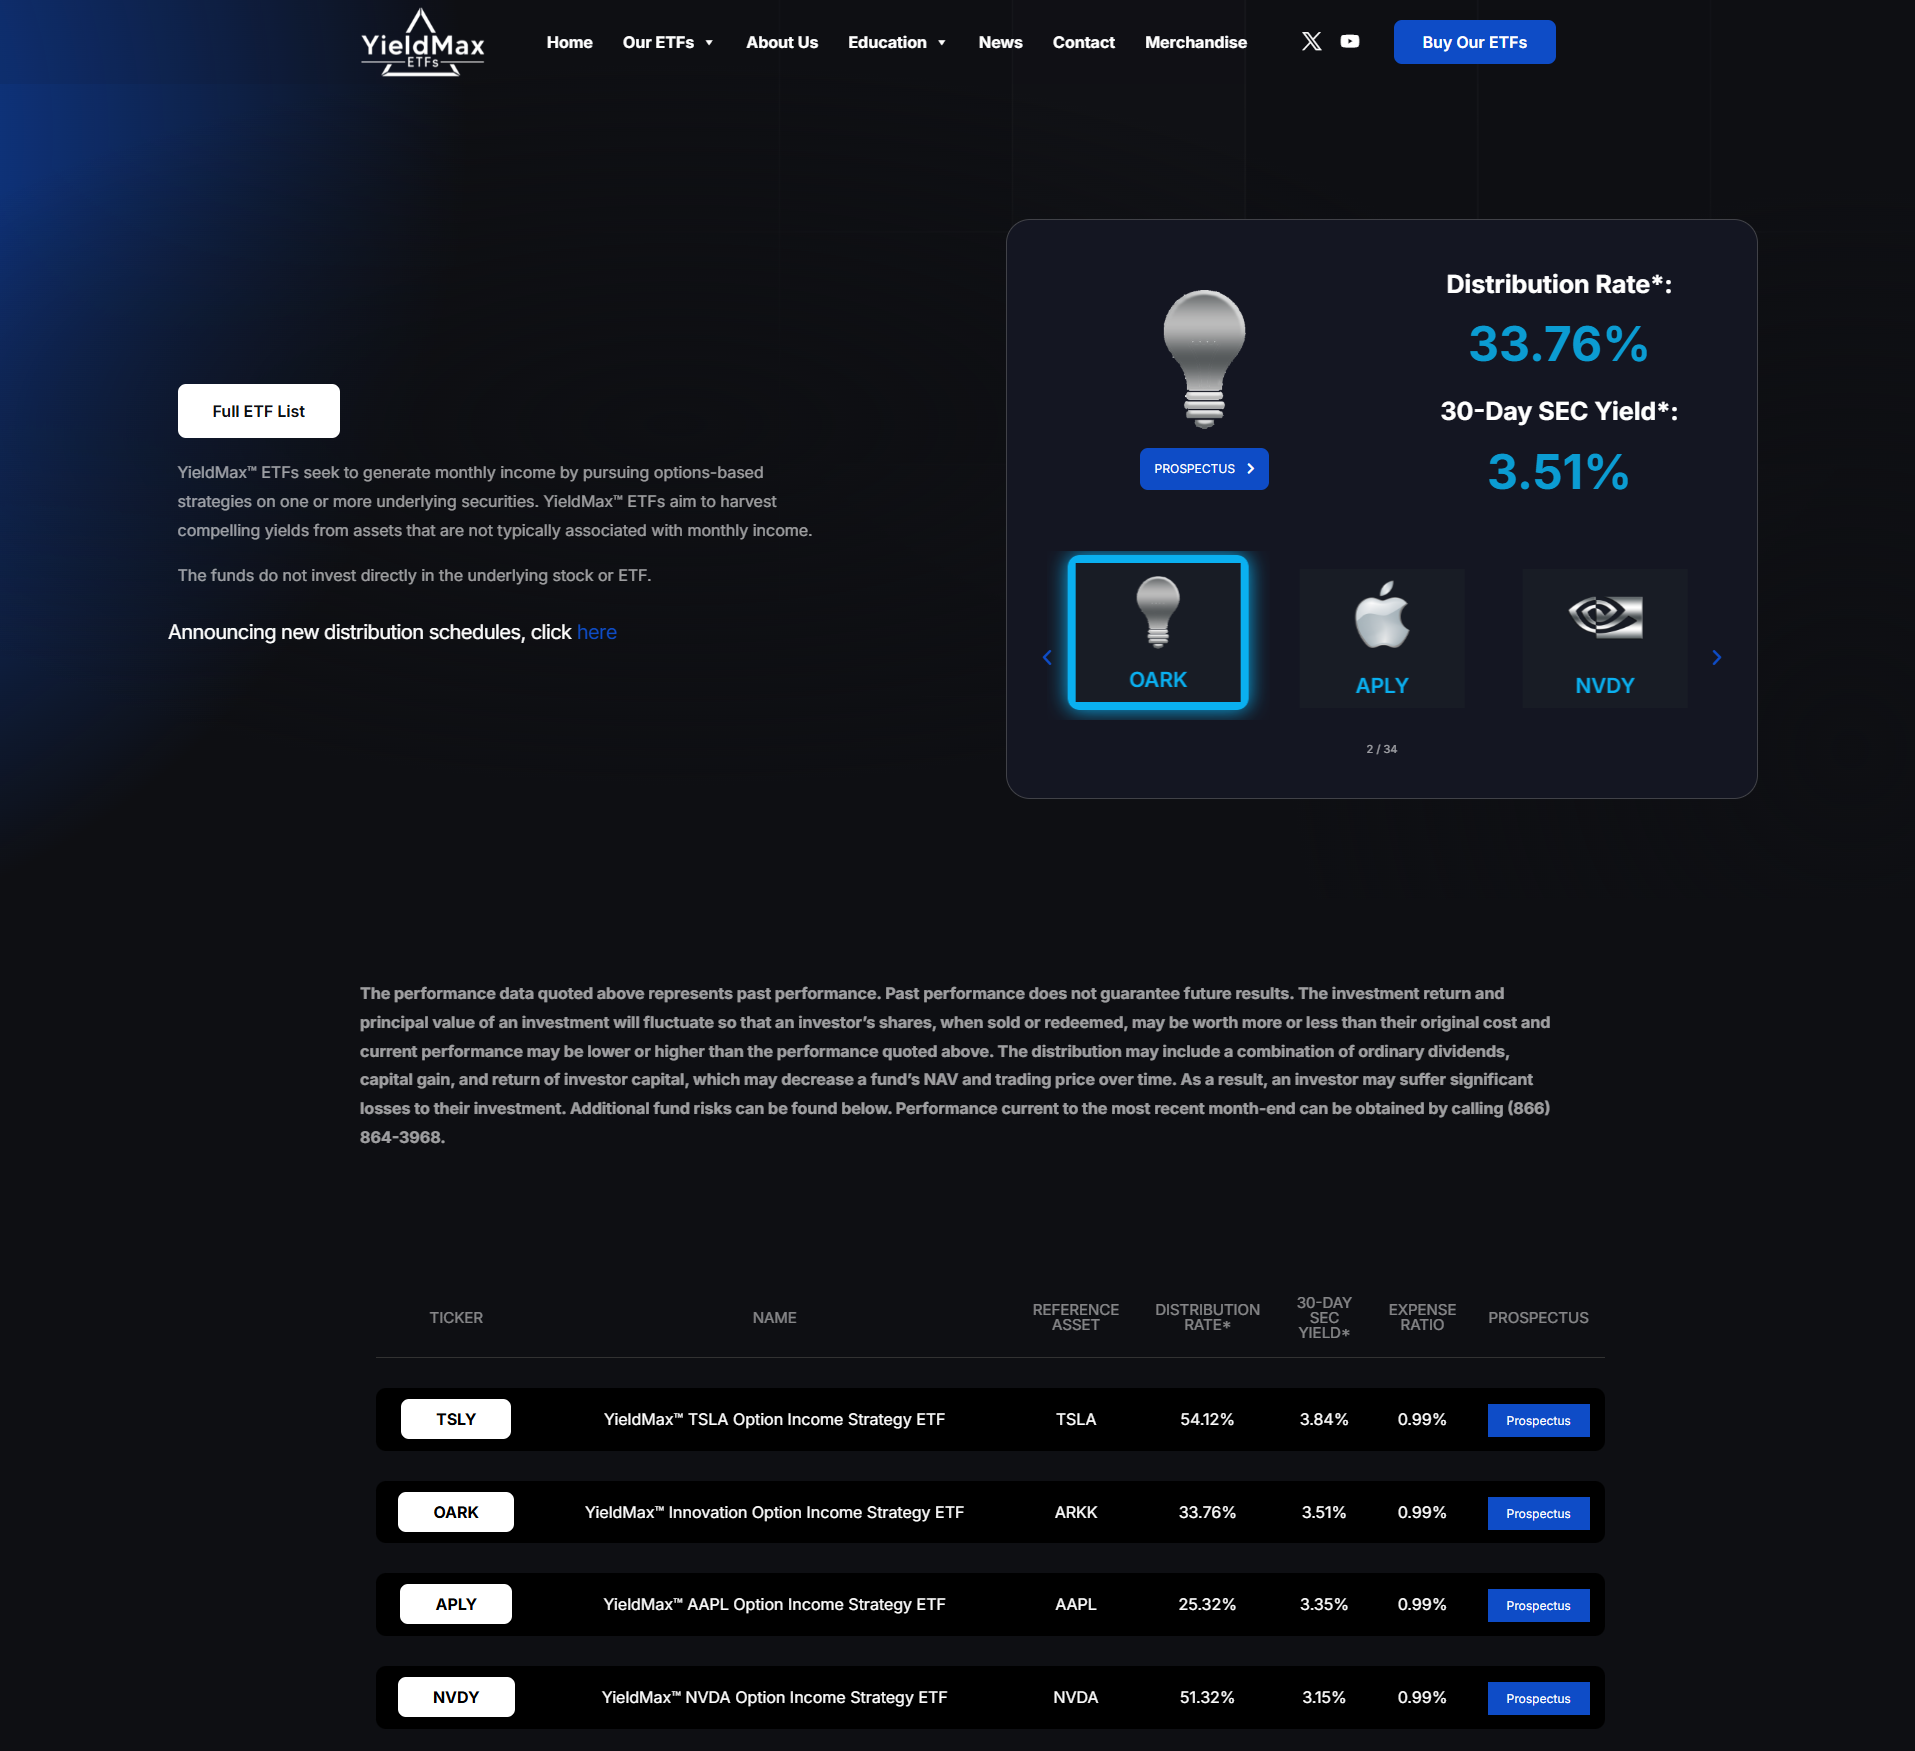 YieldMax
ETFs
Home
Our ETFs
About Us
Education
News
Contact
Merchandise
Buy Our ETFs
Full ETF List
YieldMax™ ETFs seek to generate monthly income by pursuing options-based
strategies on one or more underlying securities. YieldMax™ ETFs aim to harvest
compelling yields from assets that are not typically associated with monthly income.
The funds do not invest directly in the underlying stock or ETF.
Announcing new distribution schedules, click here
Distribution Rate*:
33.76%
30-Day SEC Yield*:
3.51%
PROSPECTUS
OARK
APLY
NVDY
2 / 34
The performance data quoted above represents past performance. Past performance does not guarantee future results. The investment return and
principal value of an investment will fluctuate so that an investor’s shares, when sold or redeemed, may be worth more or less than their original cost and
current performance may be lower or higher than the performance quoted above. The distribution may include a combination of ordinary dividends,
capital gain, and return of investor capital, which may decrease a fund’s NAV and trading price over time. As a result, an investor may suffer significant
losses to their investment. Additional fund risks can be found below. Performance current to the most recent month-end can be obtained by calling (866)
864-3968.
TICKER
NAME
REFERENCE
ASSET
DISTRIBUTION
RATE*
30-DAY
SEC
YIELD*
EXPENSE
RATIO
PROSPECTUS
TSLY YieldMax™ TSLA Option Income Strategy ETF TSLA 54.12% 3.84% 0.99% Prospectus
OARK YieldMax™ Innovation Option Income Strategy ETF ARKK 33.76% 3.51% 0.99% Prospectus
APLY YieldMax™ AAPL Option Income Strategy ETF AAPL 25.32% 3.35% 0.99% Prospectus
NVDY YieldMax™ NVDA Option Income Strategy ETF NVDA 51.32% 3.15% 0.99% Prospectus